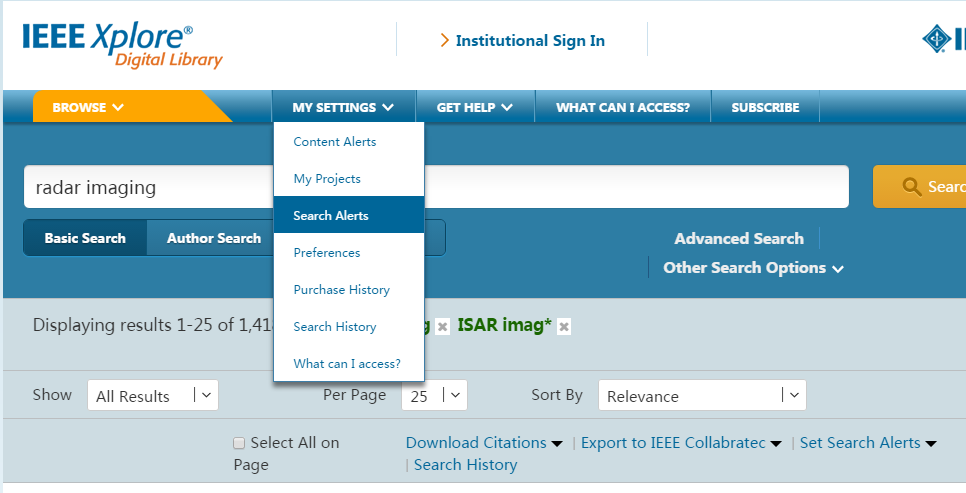 IEEE Xplore®
Digital Library
Institutional Sign In
BROWSE
MY SETTINGS
GET HELP
WHAT CAN I ACCESS?
SUBSCRIBE
Content Alerts
My Projects
Search Alerts
Preferences
Purchase History
Search History
What can I access?
radar imaging
Basic Search
Author Search
Advanced Search
Other Search Options
Displaying results 1-25 of
ISAR imag*
Show
All Results
Per Page
25
Sort By
Relevance
Select All on
Page
Download Citations
| Export to IEEE Collabratec
| Set Search Alerts
| Search History